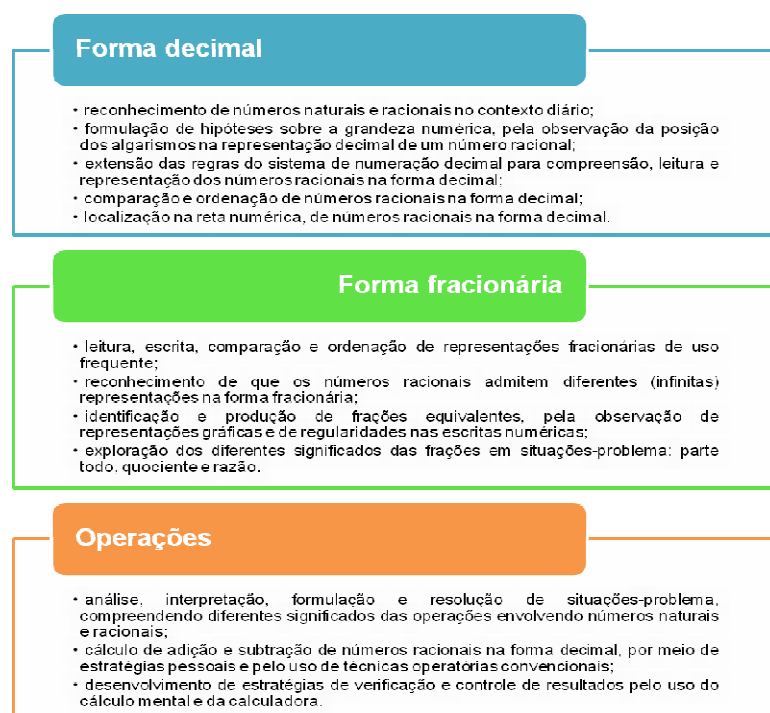 Forma decimal
• reconhecimento de números naturais e racionais no contexto diário;
• formulação de hipóteses sobre a grandeza numérica, pela observação da posição
dos algarismos na representação decimal de um número racional;
• extensão das regras do sistema de numeração decimal para compreensão, leitura e
representação dos números racionais na forma decimal;
• comparação e ordenação de números racionais na forma decimal;
• localização na reta numérica, de números racionais na forma decimal.
Forma fracionária
• leitura, escrita, comparação e ordenação de representações fracionárias de uso
frequente;
• reconhecimento de que os números racionais admitem diferentes (infinitas)
representações na forma fracionária;
• identificação e produção de frações equivalentes, pela observação de
representações gráficas e de regularidades nas escritas numéricas;
• exploração dos diferentes significados das frações em situações-problema: parte
todo, quociente e razão.
Operações
• análise, interpretação, formulação e resolução de situações-problema,
compreendendo diferentes significados das operações envolvendo números naturais
e racionais;
• cálculo de adição e subtração de números racionais na forma decimal, por meio de
estratégias pessoais e pelo uso de técnicas operatórias convencionais;
• desenvolvimento de estratégias de verificação e controle de resultados pelo uso do
cálculo mental e da calculadora.